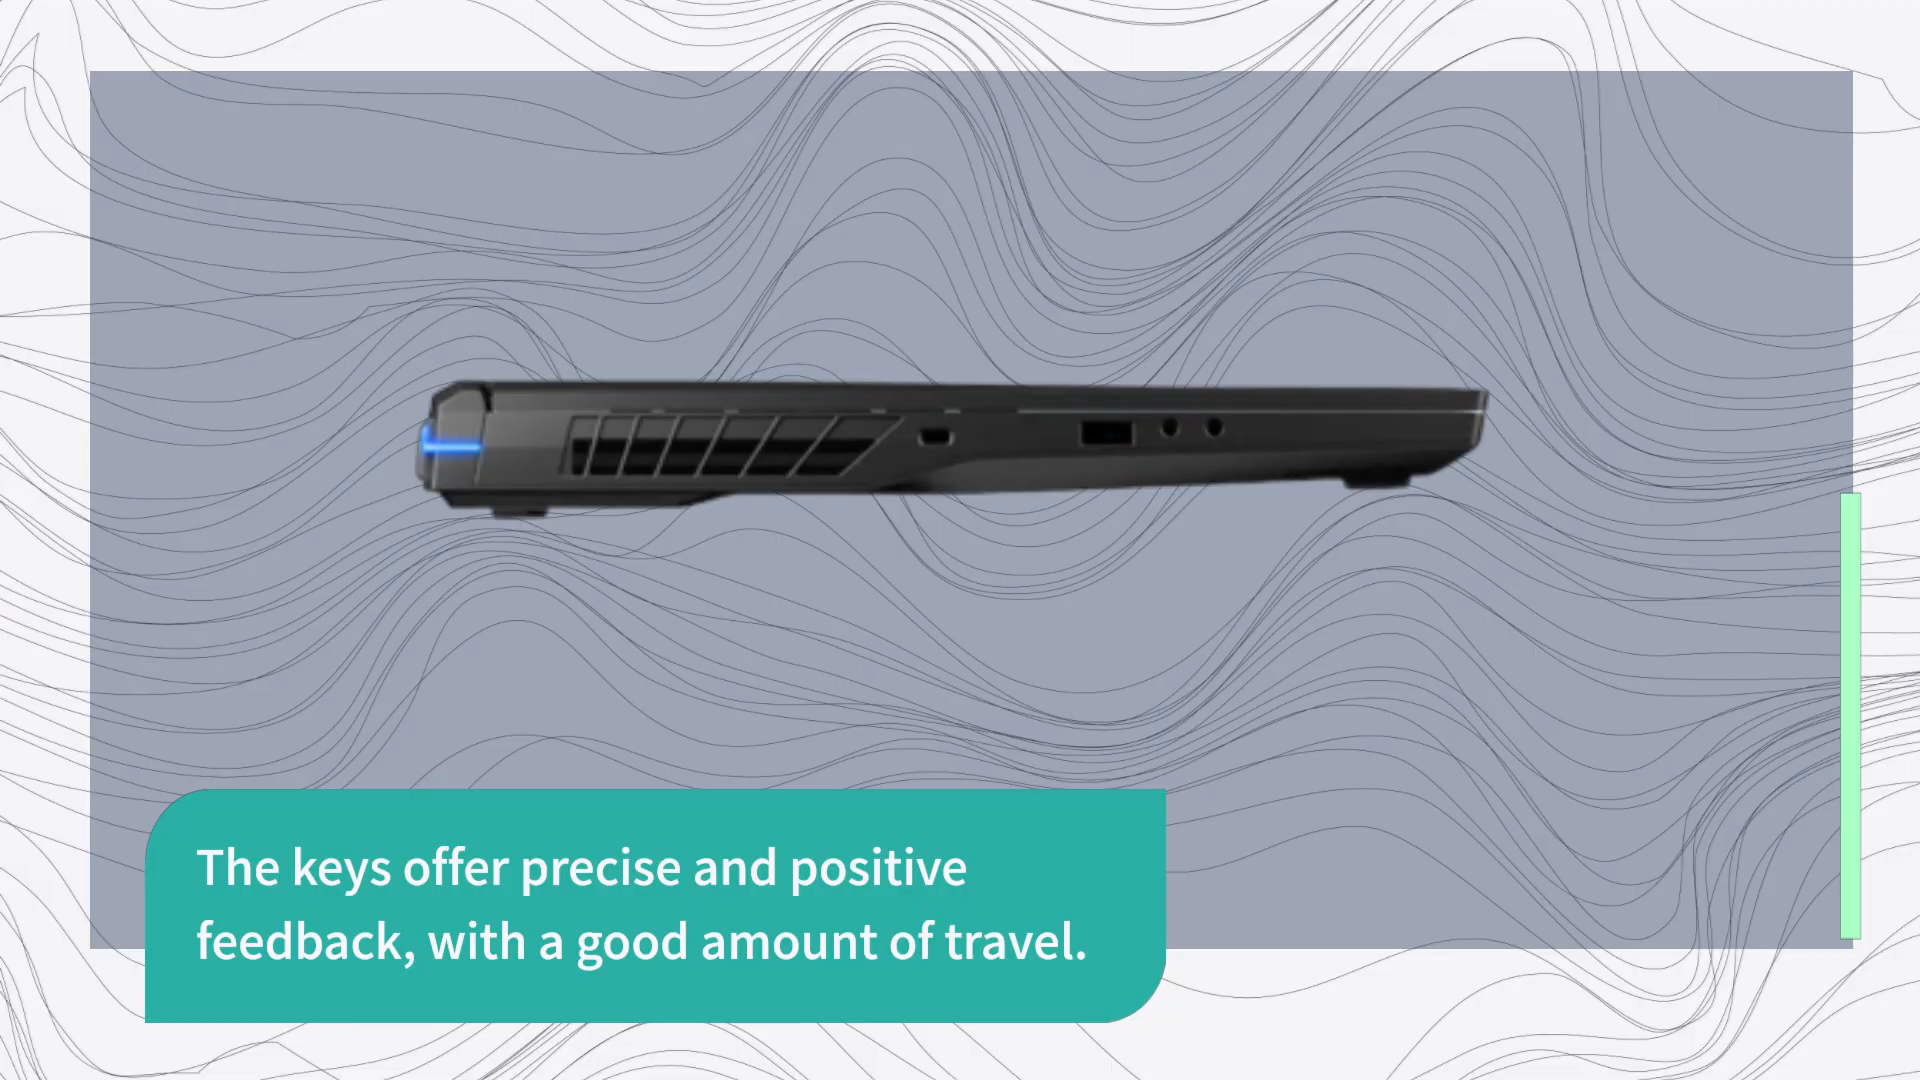 The keys offer precise and positive
feedback, with a good amount of travel.